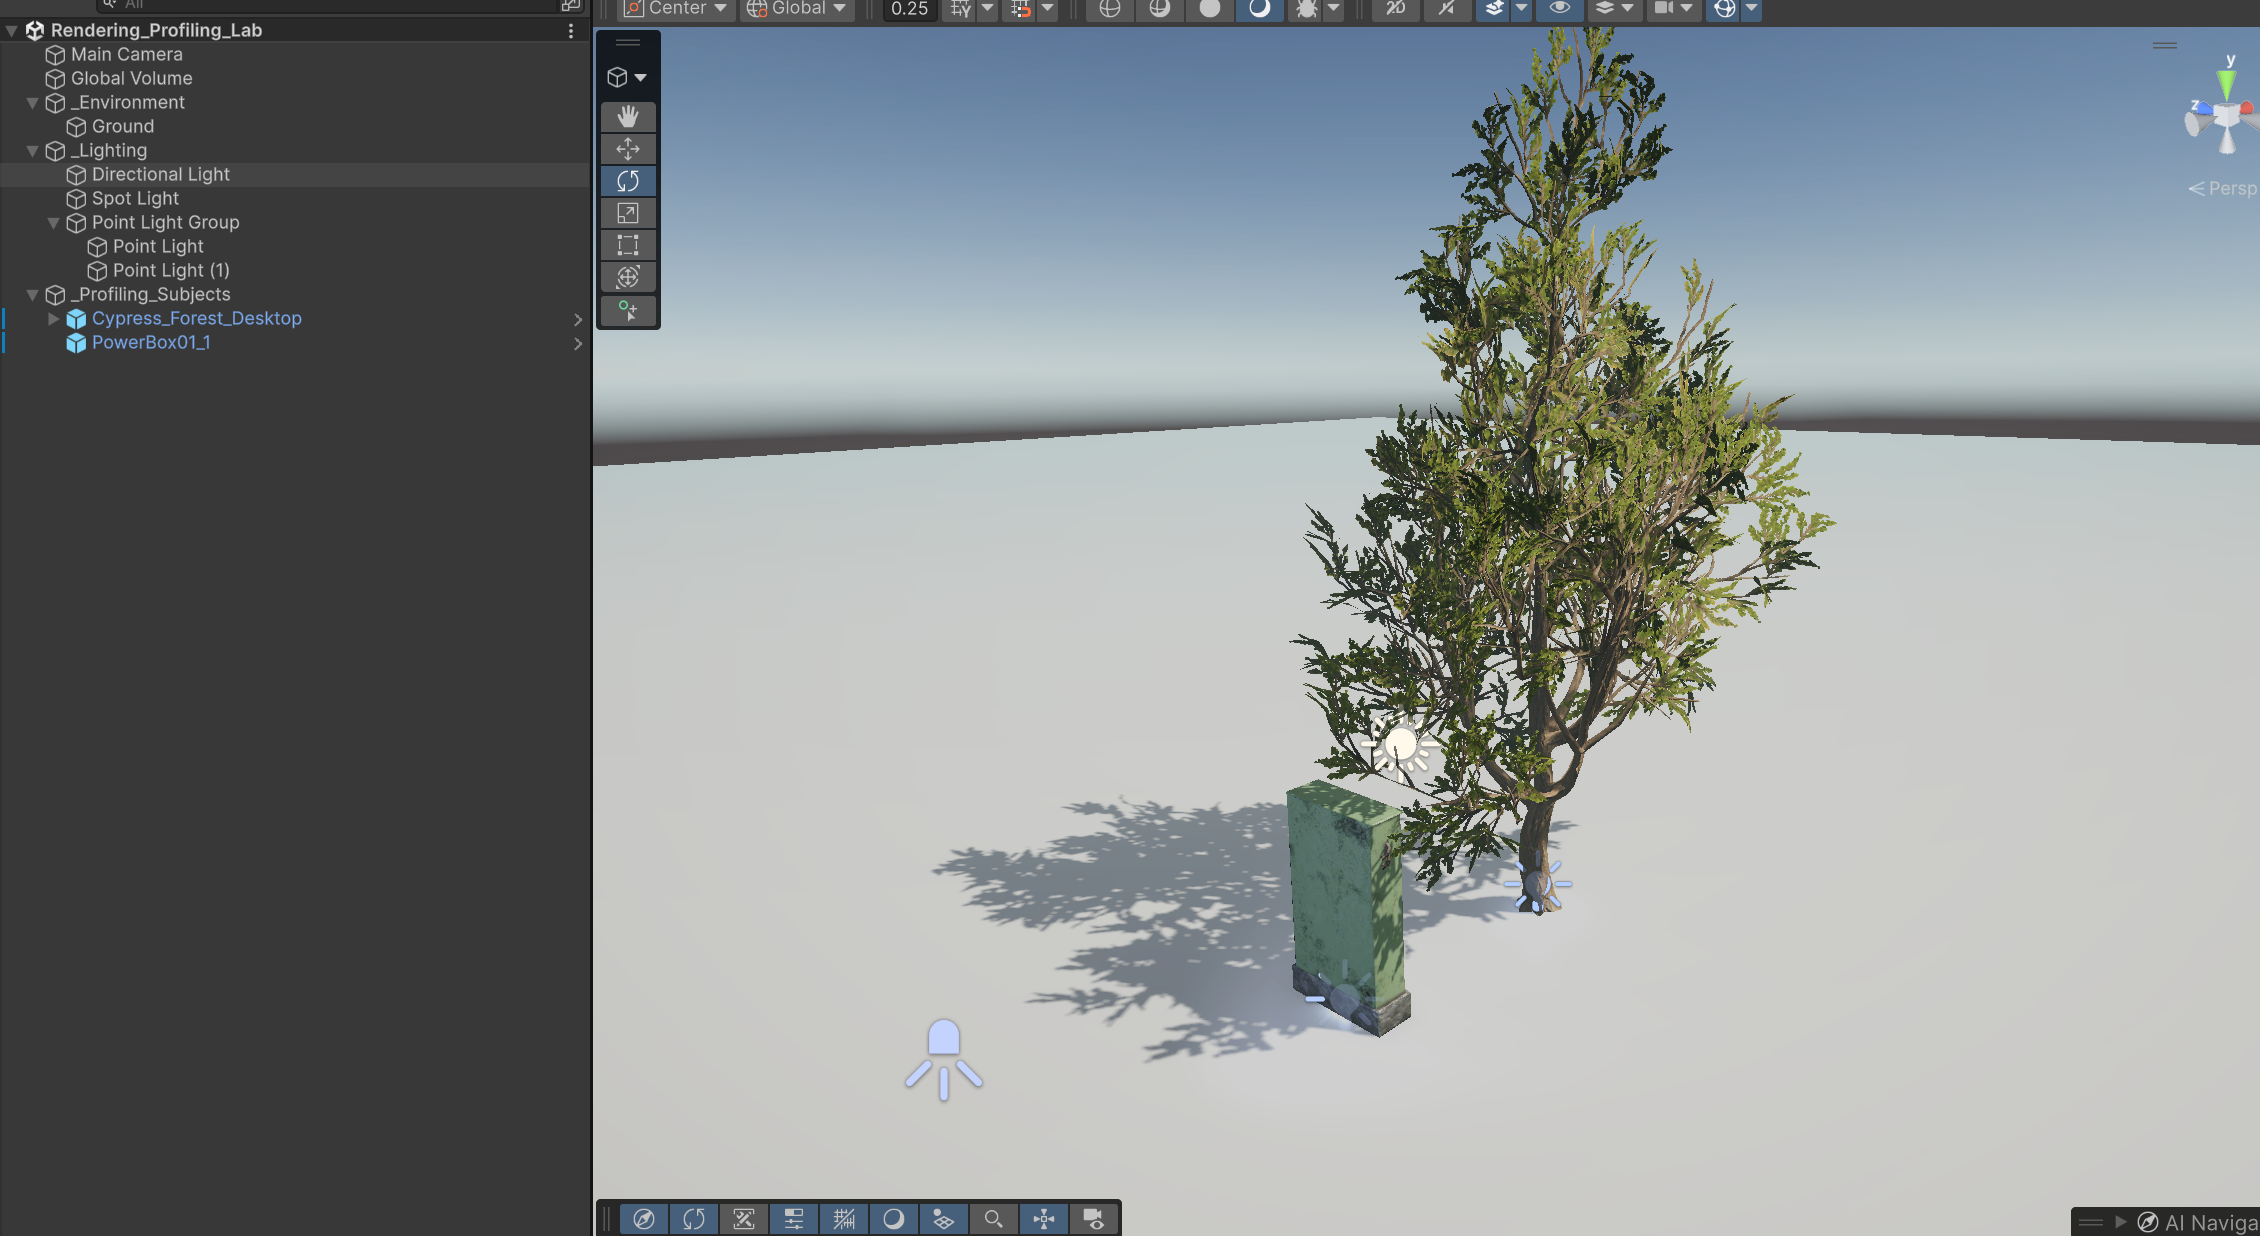 All
Center
Global
0.25
2D
Rendering_Profiling_Lab
Main Camera
Global Volume
_Environment
Ground
_Lighting
Directional Light
Spot Light
Point Light Group
Point Light
Point Light (1)
_Profiling_Subjects
Cypress_Forest_Desktop
PowerBox01_1
y
z
Persp
AI Naviga